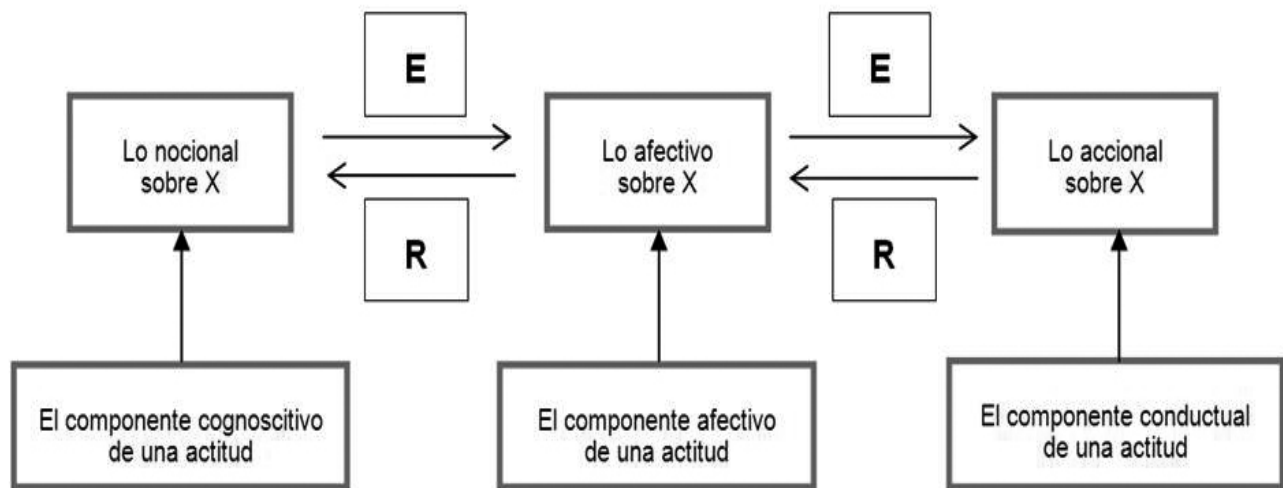 E
E
Lo nocional
sobre X
Lo afectivo
sobre X
Lo accional
sobre X
R
R
El componente cognoscitivo
de una actitud
El componente afectivo
de una actitud
El componente conductual
de una actitud